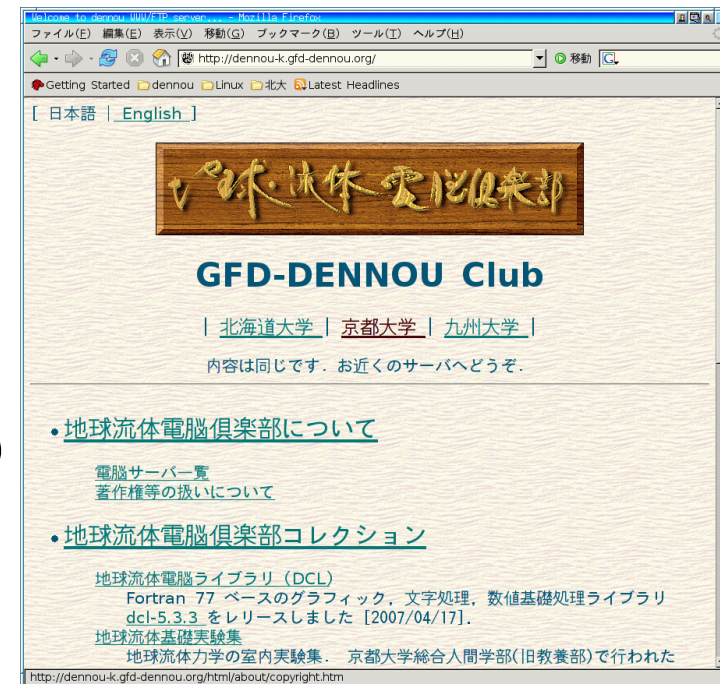 Welcome to dennou WWW/FTP server... - Mozilla Firefox
ファイル(F) 編集(E) 表示(V) 移動(G) ブックマーク(B) ツール(T) ヘルプ(H)
http://dennou-k.gfd-dennou.org/ 移動
Getting Started dennou Linux 北大 Latest Headlines
[ 日本語 | English ]
地球・流体 電脳倶楽部
GFD-DENNOU Club
| 北海道大学 | 京都大学 | 九州大学 |
内容は同じです. お近くのサーバへどうぞ.
• 地球流体電脳倶楽部について
電脳サーバ一覧
著作権等の扱いについて
• 地球流体電脳倶楽部コレクション
地球流体電脳ライブラリ (DCL)
Fortran 77 ベースのグラフィック, 文字処理, 数値基礎処理ライブラリ
dcl-5.3.3 をリリースしました [2007/04/17].
地球流体基礎実験集
地球流体力学の室内実験集. 京都大学総合人間学部(旧教養部)で行われた
http://dennou-k.gfd-dennou.org/html/about/copyright.htm
)